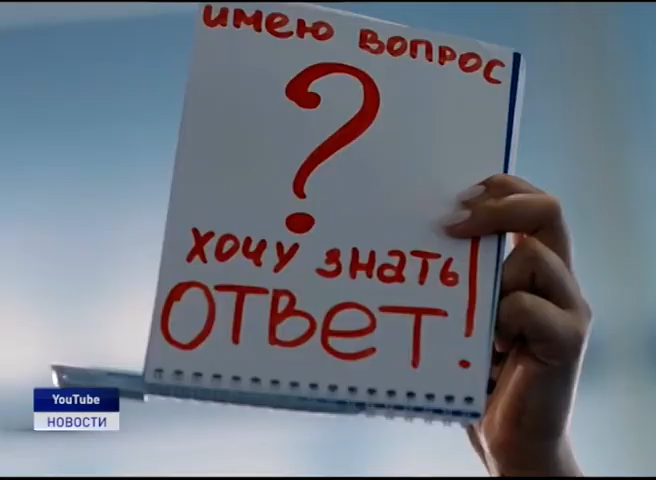 имею вопрос
?
хочу знать
ответ!
YouTube
НОВОСТИ